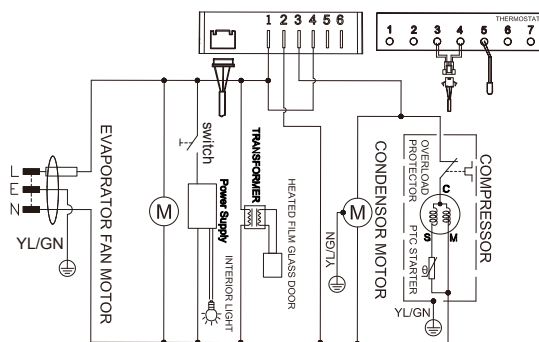 1 2 3 4 5 6
THERMOSTAT
1 2 3 4 5 6 7
L
E
N
YL/GN
EVAPORATOR FAN MOTOR
M
switch
Power Supply
INTERIOR LIGHT
TRANSFORMER
HEATED FILM GLASS DOOR
YL/GN
M
CONDENSOR MOTOR
OVERLOAD
PROTECTOR
C
S M
PTC STARTER
θ
YL/GN
COMPRESSOR